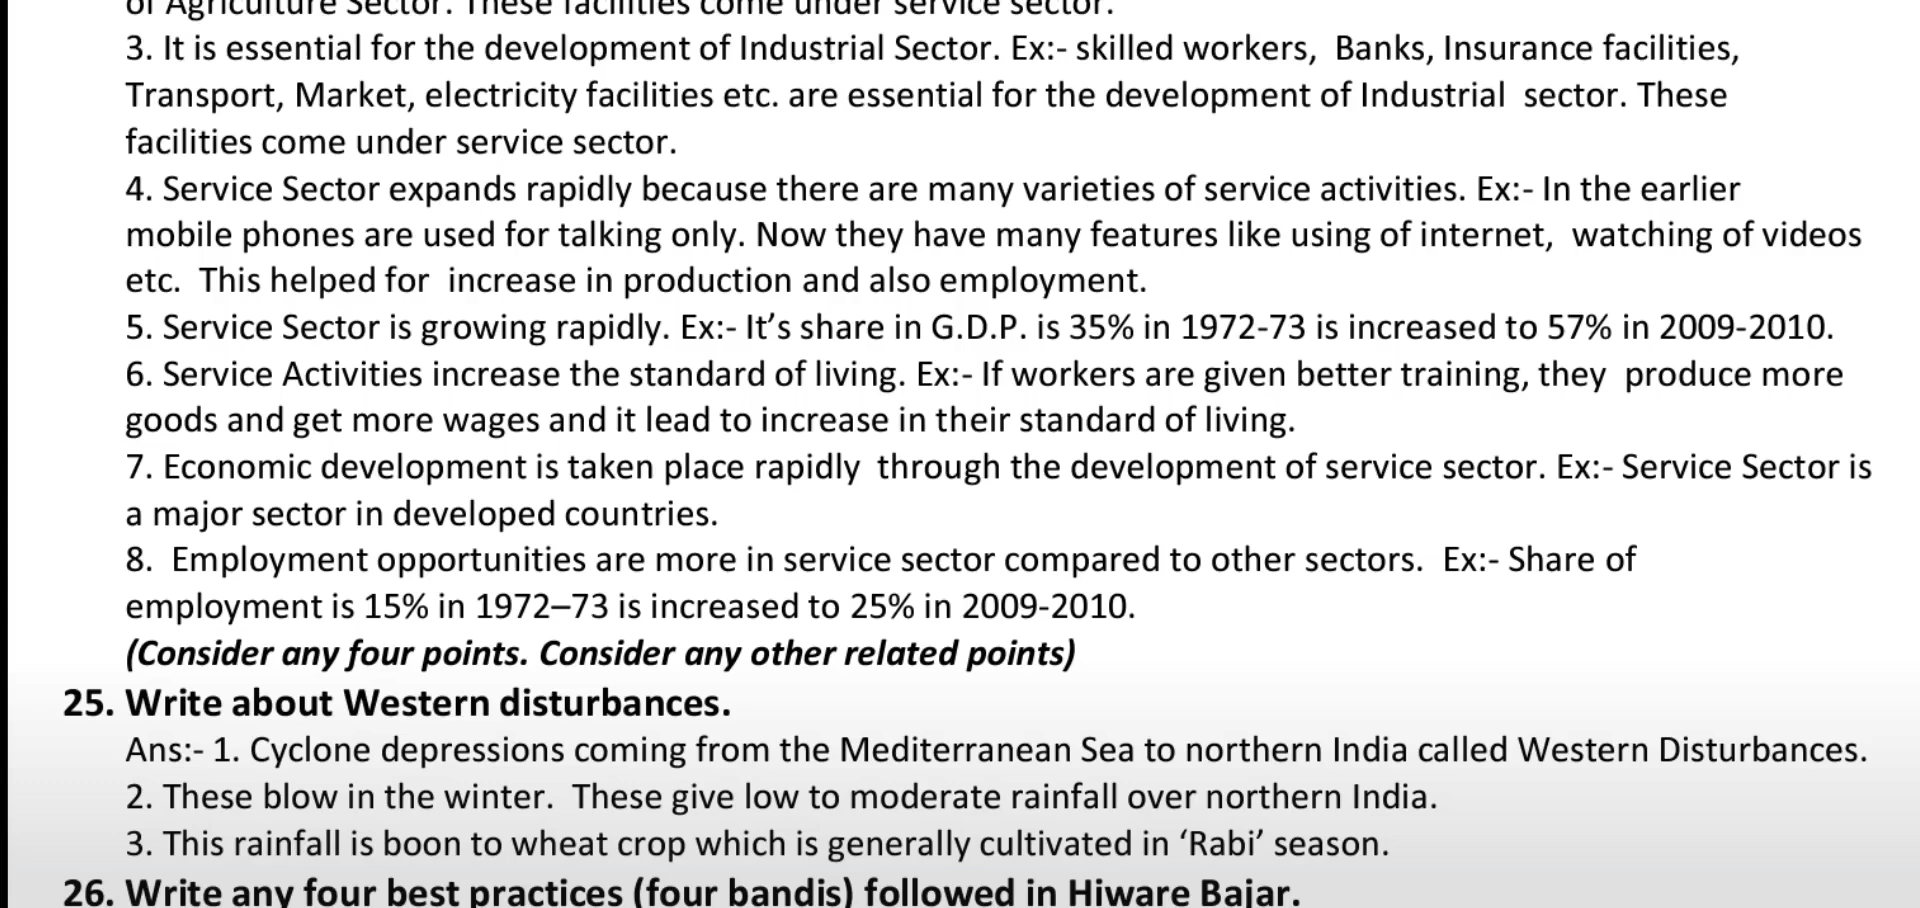 of Agriculture Sector. These facilities come under service sector.
3. It is essential for the development of Industrial Sector. Ex:- skilled workers,  Banks, Insurance facilities,
Transport, Market, electricity facilities etc. are essential for the development of Industrial  sector. These
facilities come under service sector.
4. Service Sector expands rapidly because there are many varieties of service activities. Ex:- In the earlier
mobile phones are used for talking only. Now they have many features like using of internet,  watching of videos
etc.  This helped for  increase in production and also employment.
5. Service Sector is growing rapidly. Ex:- It’s share in G.D.P. is 35% in 1972-73 is increased to 57% in 2009-2010.
6. Service Activities increase the standard of living. Ex:- If workers are given better training, they  produce more
goods and get more wages and it lead to increase in their standard of living.
7. Economic development is taken place rapidly  through the development of service sector. Ex:- Service Sector is
a major sector in developed countries.
8.  Employment opportunities are more in service sector compared to other sectors.  Ex:- Share of
employment is 15% in 1972–73 is increased to 25% in 2009-2010.
(Consider any four points. Consider any other related points)
25. Write about Western disturbances.
Ans:- 1. Cyclone depressions coming from the Mediterranean Sea to northern India called Western Disturbances.
2. These blow in the winter.  These give low to moderate rainfall over northern India.
3. This rainfall is boon to wheat crop which is generally cultivated in ‘Rabi’ season.
26. Write any four best practices (four bandis) followed in Hiware Bajar.